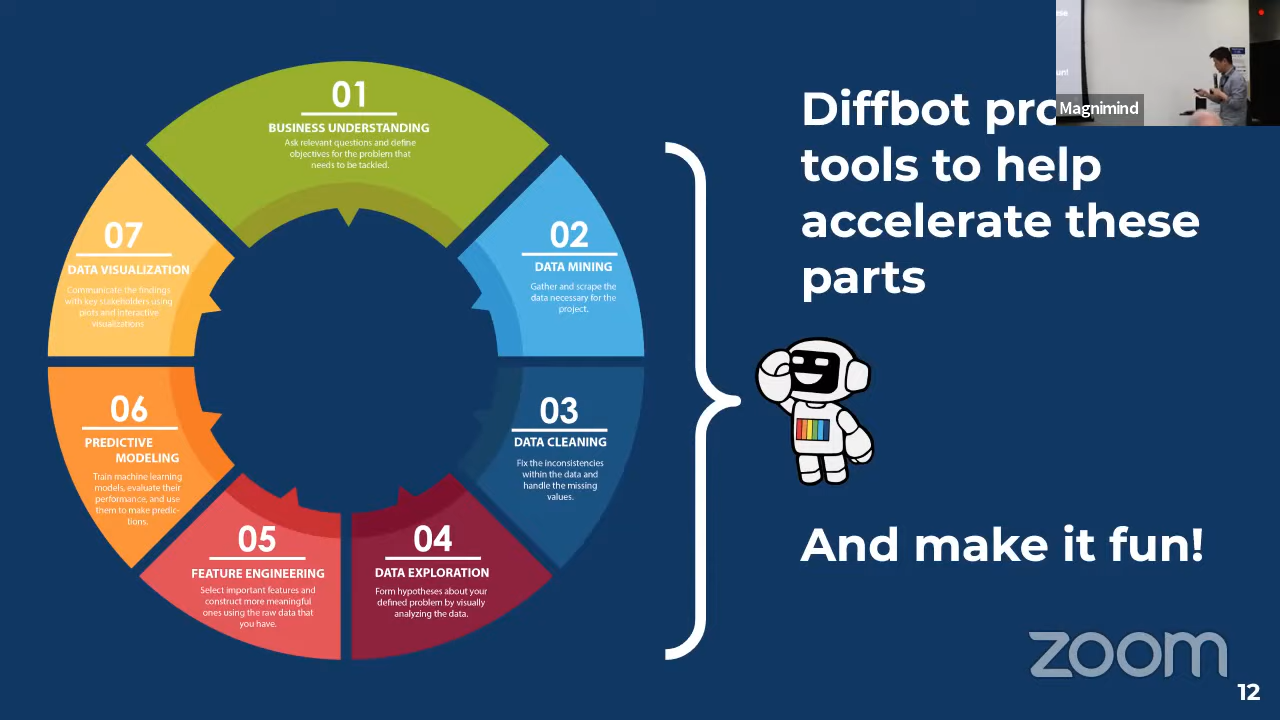 01
BUSINESS UNDERSTANDING
Ask relevant questions and define
objectives for the problem that
needs to be tackled.
02
DATA MINING
Gather and scrape the
data necessary for the
project.
03
DATA CLEANING
Fix the inconsistencies
within the data and
handle the missing
values.
04
DATA EXPLORATION
Form hypotheses about your
defined problem by visually
analyzing the data.
05
FEATURE ENGINEERING
Select important features and
construct more meaningful
ones using the raw data that
you have.
06
PREDICTIVE
MODELING
Train machine learning
models, evaluate their
performance, and use
them to make predic-
tions.
07
DATA VISUALIZATION
Communicate the findings
with key stakeholders using
plots and interactive
visualizations
Diffbot pro
tools to help
accelerate these
parts
And make it fun!
Magnimind
un!
zoom
12